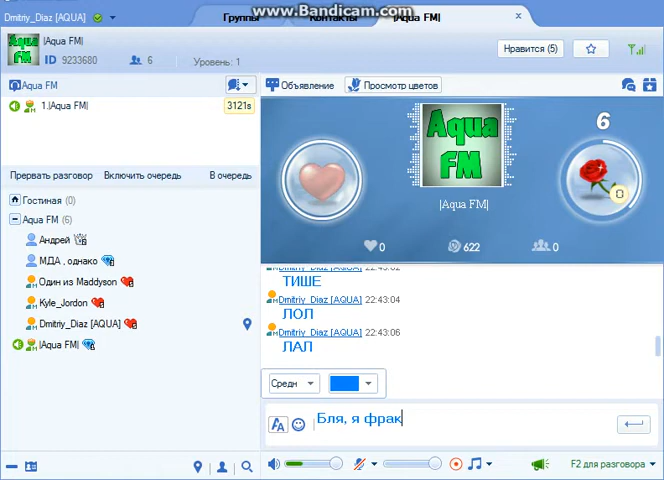 www.Bandicam.com
Dmitriy_Diaz [AQUA]
Группы
Контакты
|Aqua FM|
|Aqua FM|
ID 9233680
6
Уровень: 1
Нравится (5)
Aqua FM
Aqua FM
Объявление
Просмотр цветов
1.|Aqua FM|
3121s
Прервать разговор
Включить очередь
В очередь
Гостиная (0)
Aqua FM (6)
Андрей
МДА , однако
Один из Maddyson
Kyle_Jordon
Dmitriy_Diaz [AQUA]
|Aqua FM|
Aqua FM
6
0
|Aqua FM|
0
622
0
ТИШЕ
Dmitriy_Diaz [AQUA] 22:43:04
ЛОЛ
Dmitriy_Diaz [AQUA] 22:43:06
ЛАЛ
Средн
Бля, я фрак
F2 для разговора